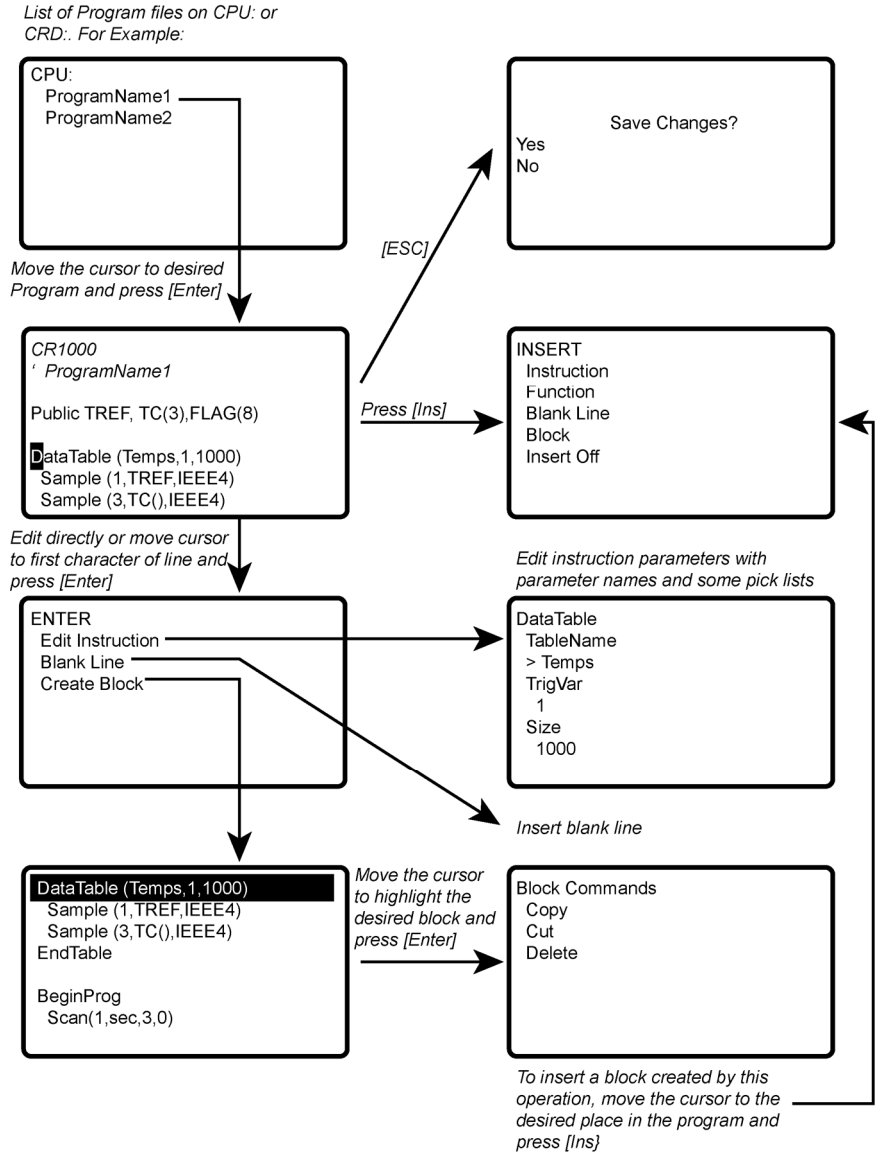 List of Program files on CPU: or
CRD:. For Example:
CPU:
ProgramName1
ProgramName2
Save Changes?
Yes
No
[ESC]
Move the cursor to desired
Program and press [Enter]
CR1000
‘ ProgramName1
Public TREF, TC(3),FLAG(8)
DataTable (Temps,1,1000)
Sample (1,TREF,IEEE4)
Sample (3,TC(),IEEE4)
Press [Ins]
INSERT
Instruction
Function
Blank Line
Block
Insert Off
Edit directly or move cursor
to first character of line and
press [Enter]
ENTER
Edit Instruction
Blank Line
Create Block
Edit instruction parameters with
parameter names and some pick lists
DataTable
TableName
> Temps
TrigVar
1
Size
1000
Insert blank line
DataTable (Temps,1,1000)
Sample (1,TREF,IEEE4)
Sample (3,TC(),IEEE4)
EndTable
BeginProg
Scan(1,sec,3,0)
Move the cursor
to highlight the
desired block and
press [Enter]
Block Commands
Copy
Cut
Delete
To insert a block created by this
operation, move the cursor to the
desired place in the program and
press [Ins}